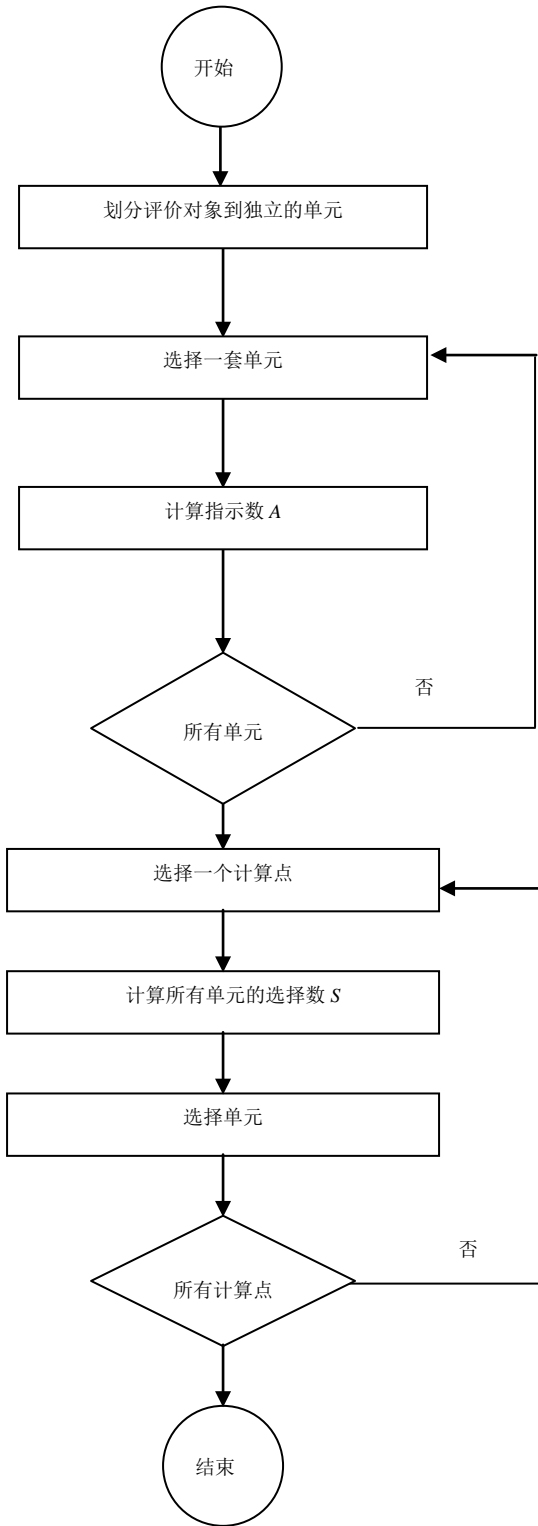 开始
划分评价对象到独立的单元
选择一套单元
计算指示数 A
否
所有单元
选择一个计算点
计算所有单元的选择数 S
选择单元
否
所有计算点
结束